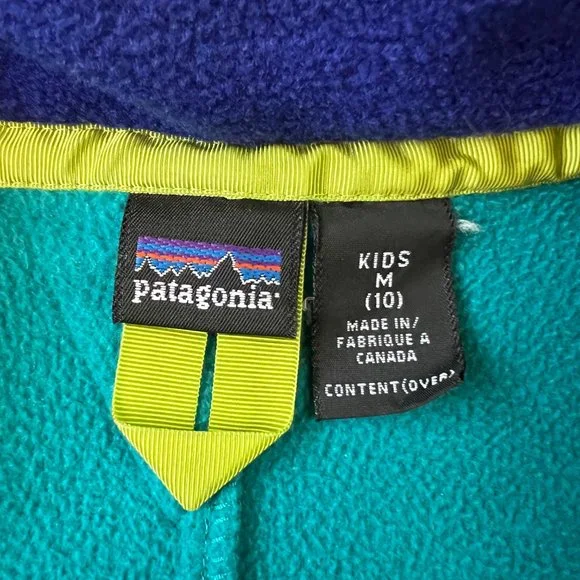 patagonia®
KIDS
M
(10)
MADE IN/
FABRIQUE A
CANADA
CONTENT(OVER)